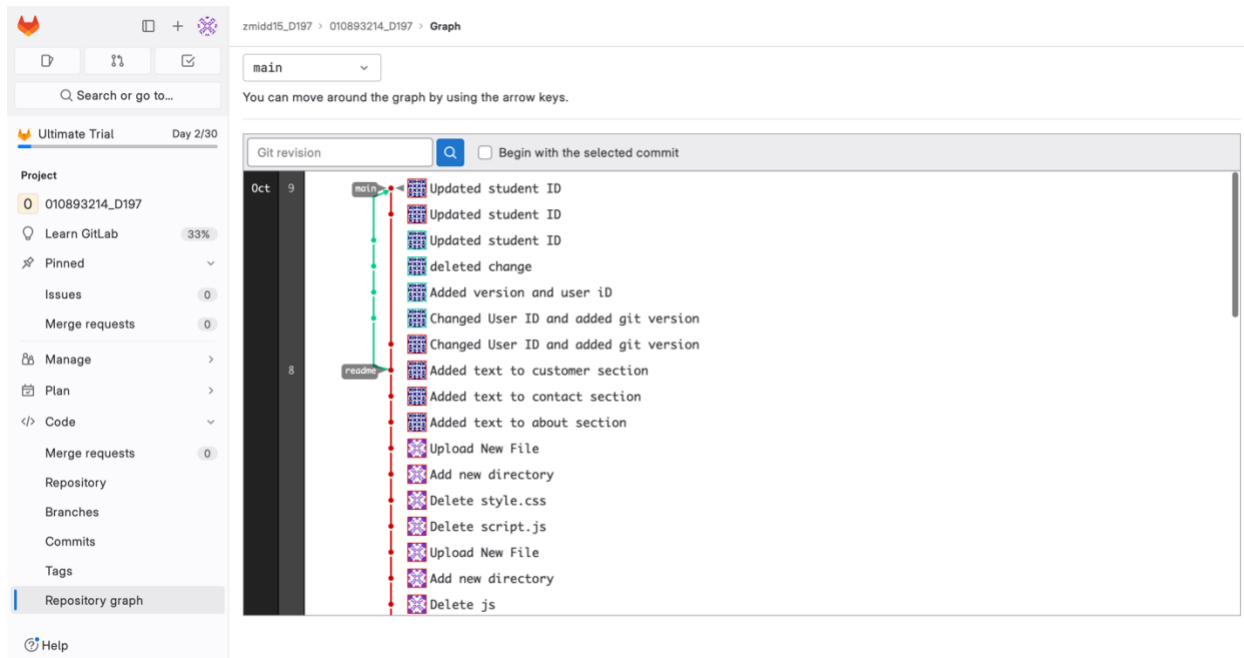 zmidd15_D197 > 010893214_D197 > Graph
main
You can move around the graph by using the arrow keys.
Search or go to...
Ultimate Trial Day 2/30
Project
O 010893214_D197
Learn GitLab 33%
Pinned
Issues 0
Merge requests 0
Manage
Plan
Code
Merge requests 0
Repository
Branches
Commits
Tags
Repository graph
Help
Git revision
Begin with the selected commit
Oct 9 main Updated student ID
Updated student ID
Updated student ID
deleted change
Added version and user iD
Changed User ID and added git version
Changed User ID and added git version
8 readme Added text to customer section
Added text to contact section
Added text to about section
Upload New File
Add new directory
Delete style.css
Delete script.js
Upload New File
Add new directory
Delete js